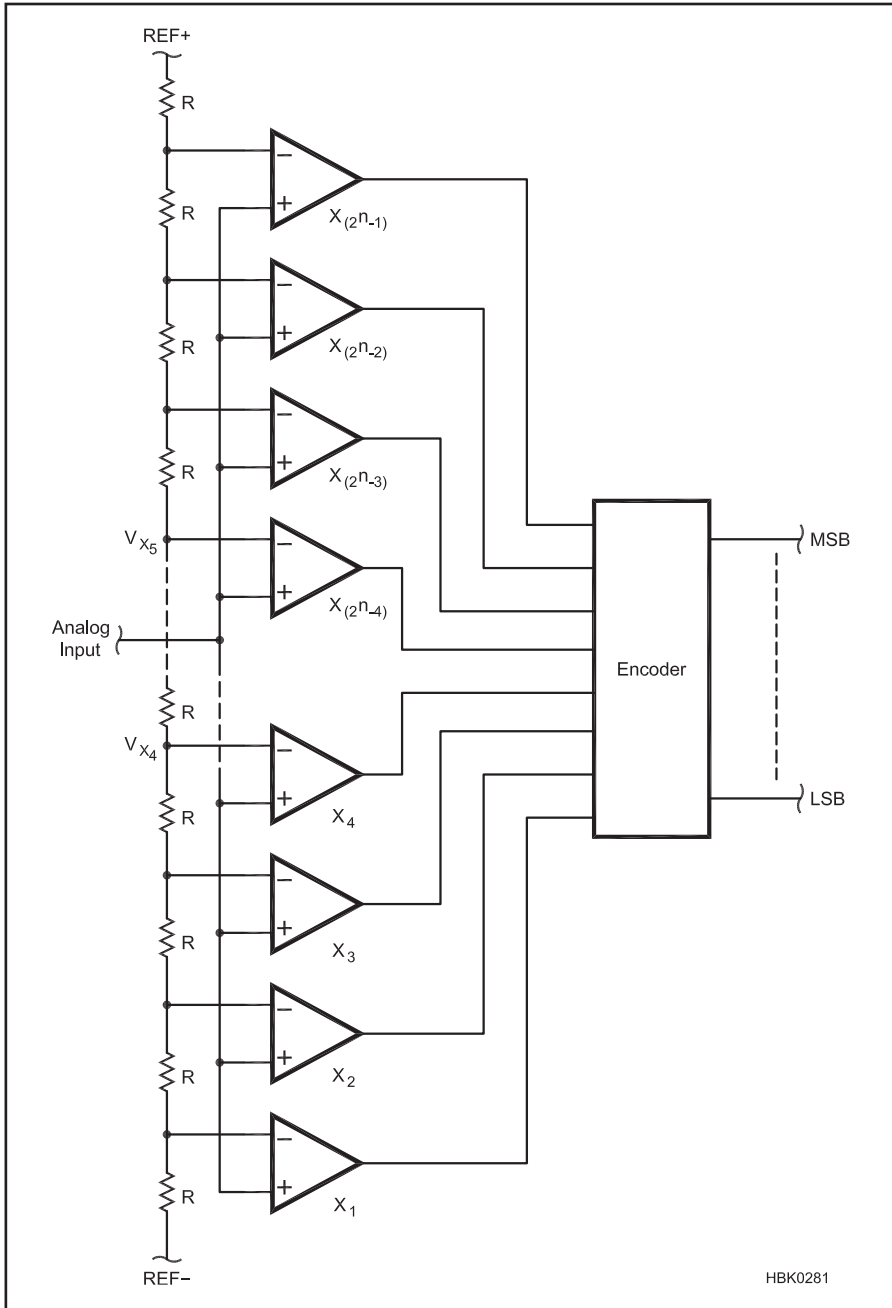 REF+
R
R
X(2n-1)
R
X(2n-2)
R
X(2n-3)
VX5
X(2n-4)
Analog
Input
MSB
Encoder
R
VX4
LSB
R
X4
R
X3
R
X2
R
X1
REF–
HBK0281